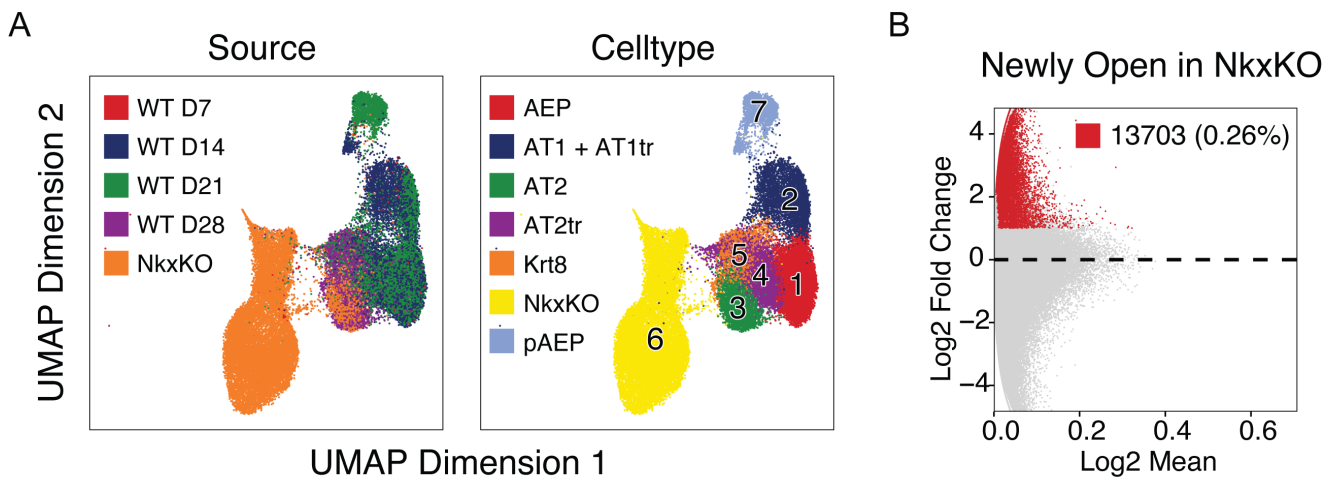 A
Source
UMAP Dimension 2
WT D7
WT D14
WT D21
WT D28
NkxKO
Celltype
AEP
AT1 + AT1tr
AT2
AT2tr
Krt8
NkxKO
pAEP
7
2
5
4
1
3
6
UMAP Dimension 1
B
Newly Open in NkxKO
Log2 Fold Change
4
2
0
−2
−4
13703 (0.26%)
0.0 0.2 0.4 0.6
Log2 Mean